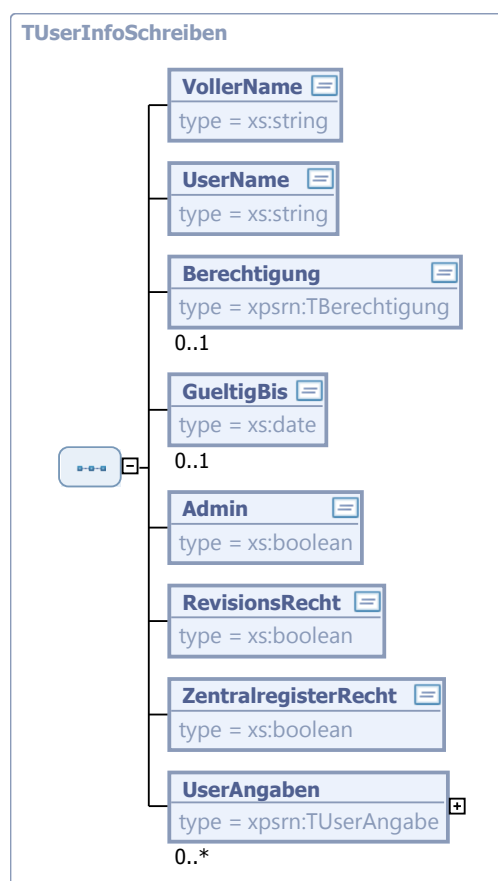 TUserInfoSchreiben
VollerName
type = xs:string
UserName
type = xs:string
Berechtigung
type = xpsrn:TBerechtigung
0..1
GueltigBis
type = xs:date
0..1
Admin
type = xs:boolean
RevisionsRecht
type = xs:boolean
ZentralregisterRecht
type = xs:boolean
UserAngaben
type = xpsrn:TUserAngabe
0..*